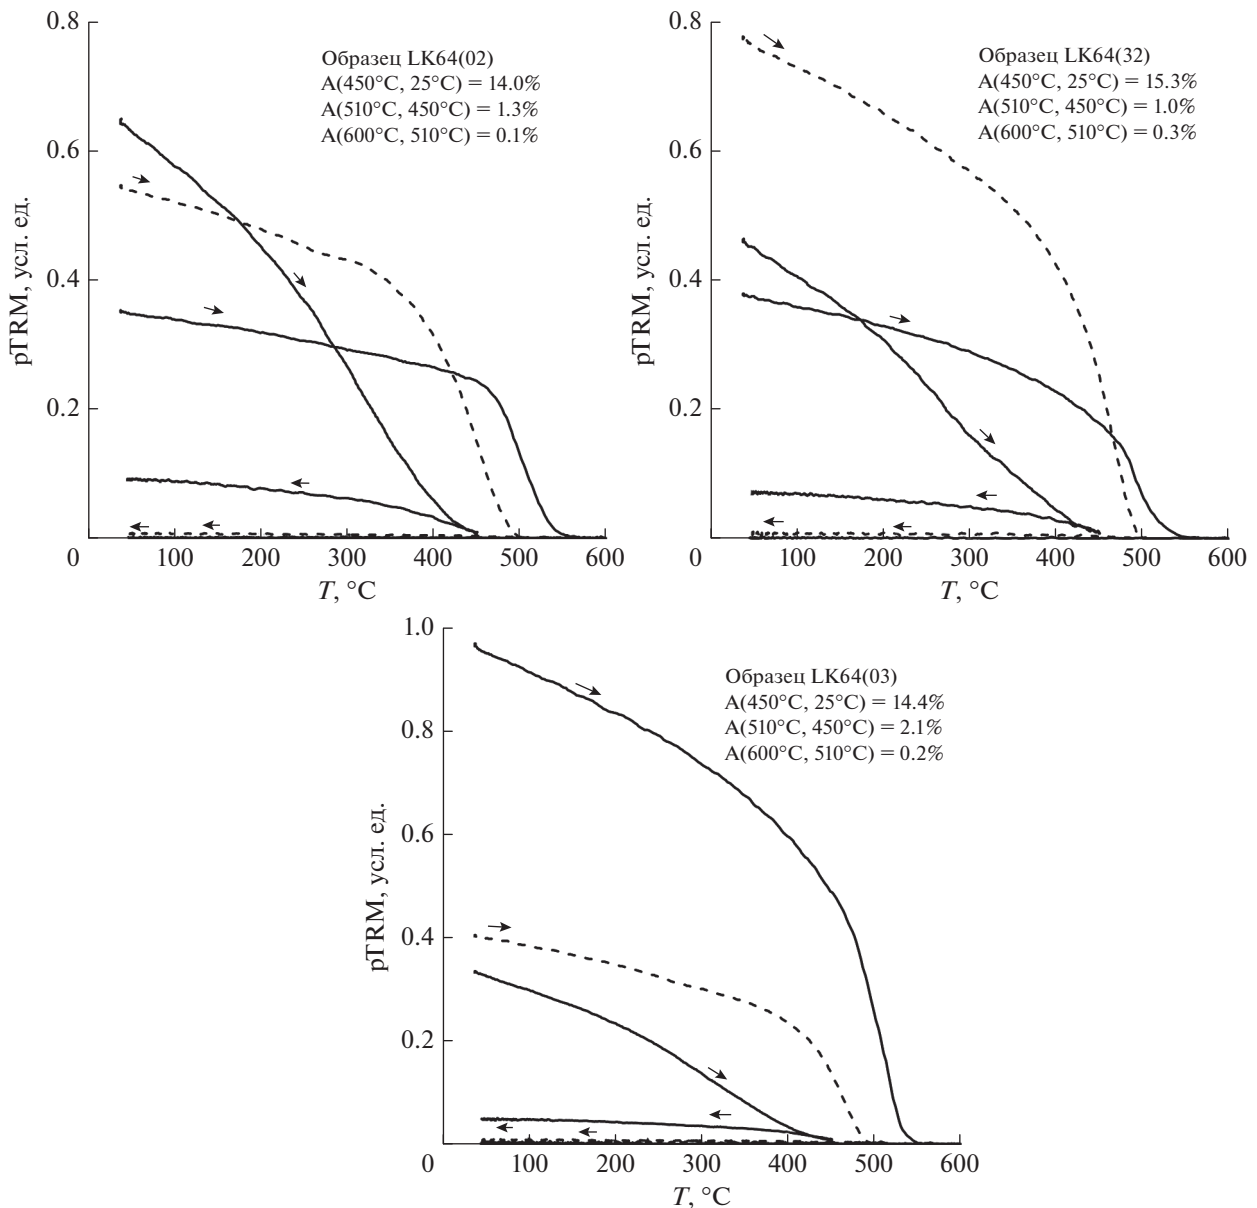 0.8
Образец LK64(02)
A(450°C, 25°C) = 14.0%
A(510°C, 450°C) = 1.3%
A(600°C, 510°C) = 0.1%
0.6
0.4
0.2
pTRM, усл. ед.
0 100 200 300 400 500 600
T, °C
0.8
Образец LK64(32)
A(450°C, 25°C) = 15.3%
A(510°C, 450°C) = 1.0%
A(600°C, 510°C) = 0.3%
0.6
0.4
0.2
pTRM, усл. ед.
0 100 200 300 400 500 600
T, °C
1.0
Образец LK64(03)
A(450°C, 25°C) = 14.4%
A(510°C, 450°C) = 2.1%
A(600°C, 510°C) = 0.2%
0.8
0.6
0.4
0.2
pTRM, усл. ед.
0 100 200 300 400 500 600
T, °C